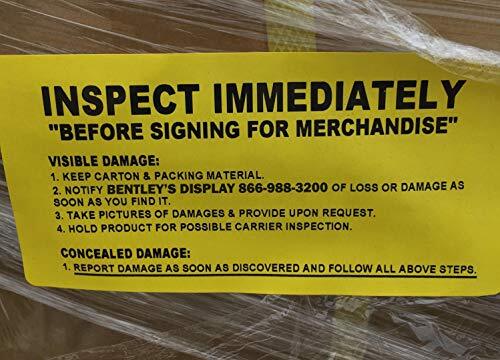 INSPECT IMMEDIATELY
"BEFORE SIGNING FOR MERCHANDISE"
VISIBLE DAMAGE:
1. KEEP CARTON & PACKING MATERIAL.
2. NOTIFY BENTLEY'S DISPLAY 866-988-3200 OF LOSS OR DAMAGE AS
SOON AS YOU FIND IT.
3. TAKE PICTURES OF DAMAGES & PROVIDE UPON REQUEST.
4. HOLD PRODUCT FOR POSSIBLE CARRIER INSPECTION.
CONCEALED DAMAGE:
1. REPORT DAMAGE AS SOON AS DISCOVERED AND FOLLOW ALL ABOVE STEPS.